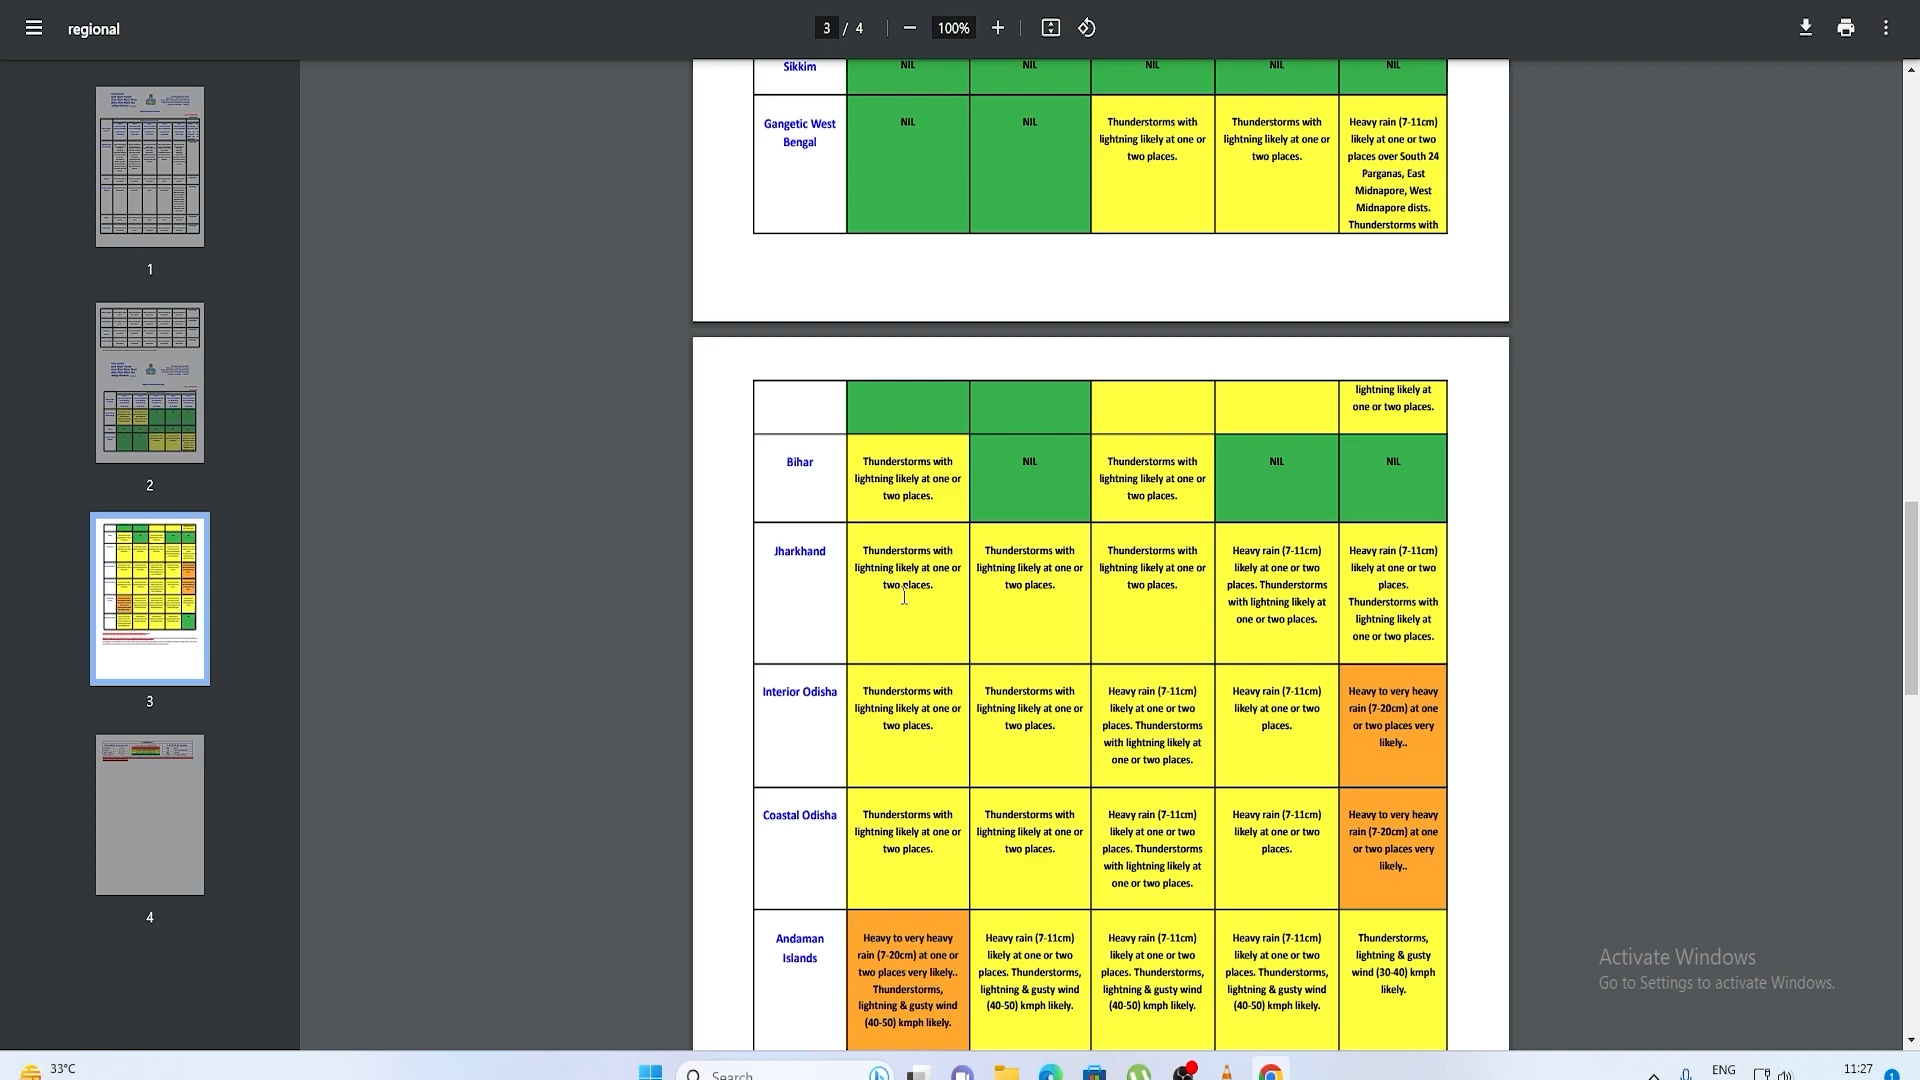 regional
3 / 4
100%
1
2
3
4
Sikkim
NIL
NIL
NIL
NIL
NIL
Gangetic West
Bengal
NIL
NIL
Thunderstorms with
lightning likely at one or
two places.
Thunderstorms with
lightning likely at one or
two places.
Heavy rain (7-11cm)
likely at one or two
places over South 24
Parganas, East
Midnapore, West
Midnapore dists.
Thunderstorms with
lightning likely at
one or two places.
Bihar
Thunderstorms with
lightning likely at one or
two places.
NIL
Thunderstorms with
lightning likely at one or
two places.
NIL
NIL
Jharkhand
Thunderstorms with
lightning likely at one or
two places.
Thunderstorms with
lightning likely at one or
two places.
Thunderstorms with
lightning likely at one or
two places.
Heavy rain (7-11cm)
likely at one or two
places. Thunderstorms
with lightning likely at
one or two places.
Heavy rain (7-11cm)
likely at one or two
places.
Thunderstorms with
lightning likely at
one or two places.
Interior Odisha
Thunderstorms with
lightning likely at one or
two places.
Thunderstorms with
lightning likely at one or
two places.
Heavy rain (7-11cm)
likely at one or two
places. Thunderstorms
with lightning likely at
one or two places.
Heavy rain (7-11cm)
likely at one or two
places.
Heavy to very heavy
rain (7-20cm) at one
or two places very
likely..
Coastal Odisha
Thunderstorms with
lightning likely at one or
two places.
Thunderstorms with
lightning likely at one or
two places.
Heavy rain (7-11cm)
likely at one or two
places. Thunderstorms
with lightning likely at
one or two places.
Heavy rain (7-11cm)
likely at one or two
places.
Heavy to very heavy
rain (7-20cm) at one
or two places very
likely..
Andaman
Islands
Heavy to very heavy
rain (7-20cm) at one or
two places very likely..
Thunderstorms,
lightning & gusty wind
(40-50) kmph likely.
Heavy rain (7-11cm)
likely at one or two
places. Thunderstorms,
lightning & gusty wind
(40-50) kmph likely.
Heavy rain (7-11cm)
likely at one or two
places. Thunderstorms,
lightning & gusty wind
(40-50) kmph likely.
Heavy rain (7-11cm)
likely at one or two
places. Thunderstorms,
lightning & gusty wind
(40-50) kmph likely.
Thunderstorms,
lightning & gusty
wind (30-40) kmph
likely.
Activate Windows
Go to Settings to activate Windows.
33°C
Search
ENG
11:27
1